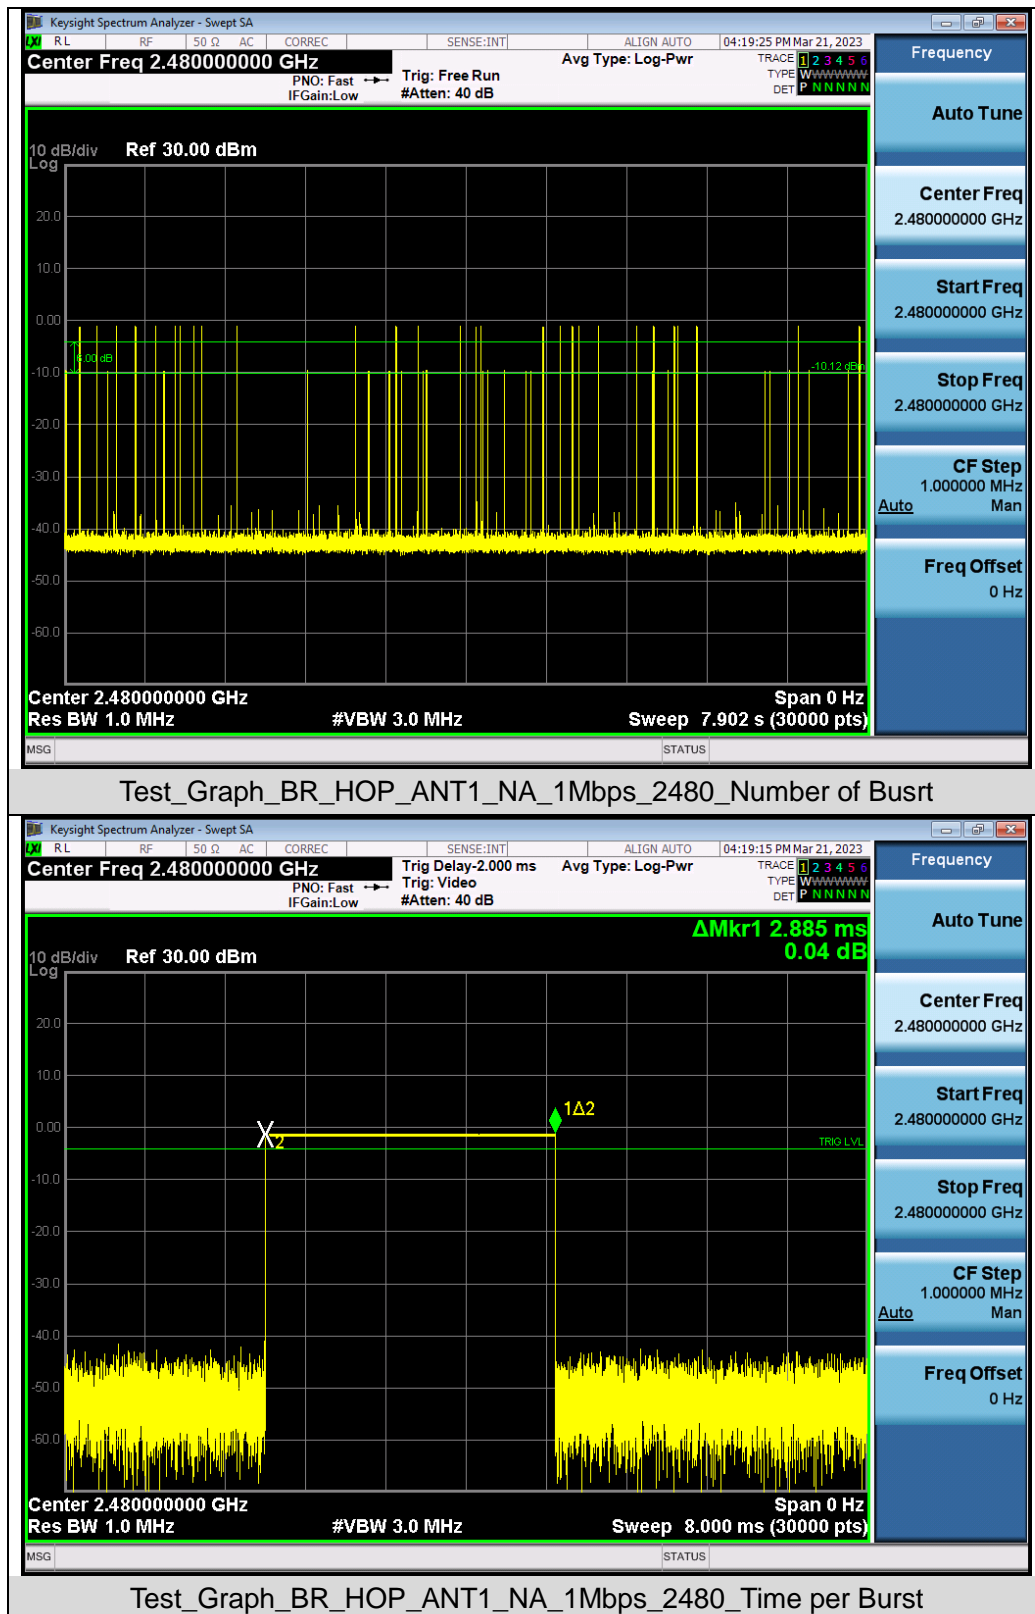 Keysight Spectrum Analyzer - Swept SA
LXI RL RF 50 Ω AC CORREC SENSE:INT ALIGN AUTO 04:19:25 PM Mar 21, 2023
Center Freq 2.480000000 GHz
PNO: Fast
IFGain:Low
Trig: Free Run
#Atten: 40 dB
Avg Type: Log-Pwr
TRACE 1 2 3 4 5 6
TYPE WWWWWW
DET P N N N N N
10 dB/div Ref 30.00 dBm
Log
20.0
10.0
0.00
6.00 dB
-10.0
-10.12 dBm
-20.0
-30.0
-40.0
-50.0
-60.0
Center 2.480000000 GHz Span 0 Hz
Res BW 1.0 MHz #VBW 3.0 MHz Sweep 7.902 s (30000 pts)
MSG STATUS
Frequency
Auto Tune
Center Freq
2.480000000 GHz
Start Freq
2.480000000 GHz
Stop Freq
2.480000000 GHz
CF Step
1.000000 MHz
Auto Man
Freq Offset
0 Hz
Test_Graph_BR_HOP_ANT1_NA_1Mbps_2480_Number of Busrt
Keysight Spectrum Analyzer - Swept SA
LXI RL RF 50 Ω AC CORREC SENSE:INT ALIGN AUTO 04:19:15 PM Mar 21, 2023
Center Freq 2.480000000 GHz
PNO: Fast
IFGain:Low
Trig Delay-2.000 ms
Trig: Video
#Atten: 40 dB
Avg Type: Log-Pwr
TRACE 1 2 3 4 5 6
TYPE WWWWWW
DET P N N N N N
ΔMkr1 2.885 ms
0.04 dB
10 dB/div Ref 30.00 dBm
Log
20.0
10.0
0.00
X2
1Δ2
TRIG LVL
-10.0
-20.0
-30.0
-40.0
-50.0
-60.0
Center 2.480000000 GHz Span 0 Hz
Res BW 1.0 MHz #VBW 3.0 MHz Sweep 8.000 ms (30000 pts)
MSG STATUS
Frequency
Auto Tune
Center Freq
2.480000000 GHz
Start Freq
2.480000000 GHz
Stop Freq
2.480000000 GHz
CF Step
1.000000 MHz
Auto Man
Freq Offset
0 Hz
Test_Graph_BR_HOP_ANT1_NA_1Mbps_2480_Time per Burst